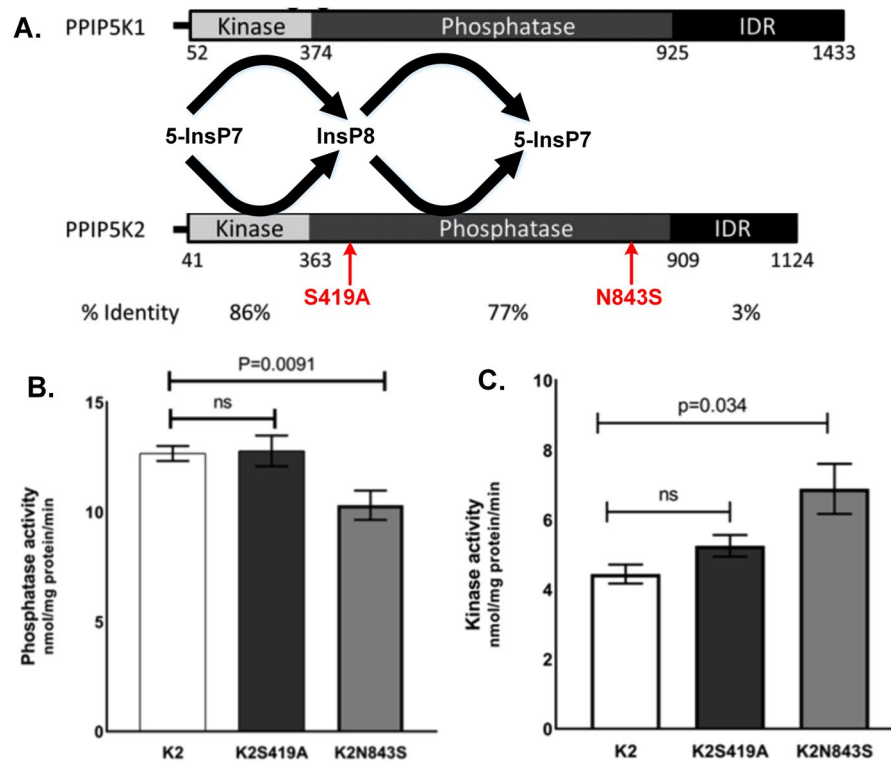 A.
PPIP5K1
Kinase Phosphatase IDR
52 374 925 1433
5-InsP7 InsP8 5-InsP7
PPIP5K2
Kinase Phosphatase IDR
41 363 909 1124
S419A N843S
% Identity 86% 77% 3%
B.
P=0.0091
ns
15
10
5
0
Phosphatase activity
nmol/mg protein/min
K2 K2S419A K2N843S
C.
p=0.034
ns
10
8
6
4
2
0
Kinase activity
nmol/mg protein/min
K2 K2S419A K2N843S